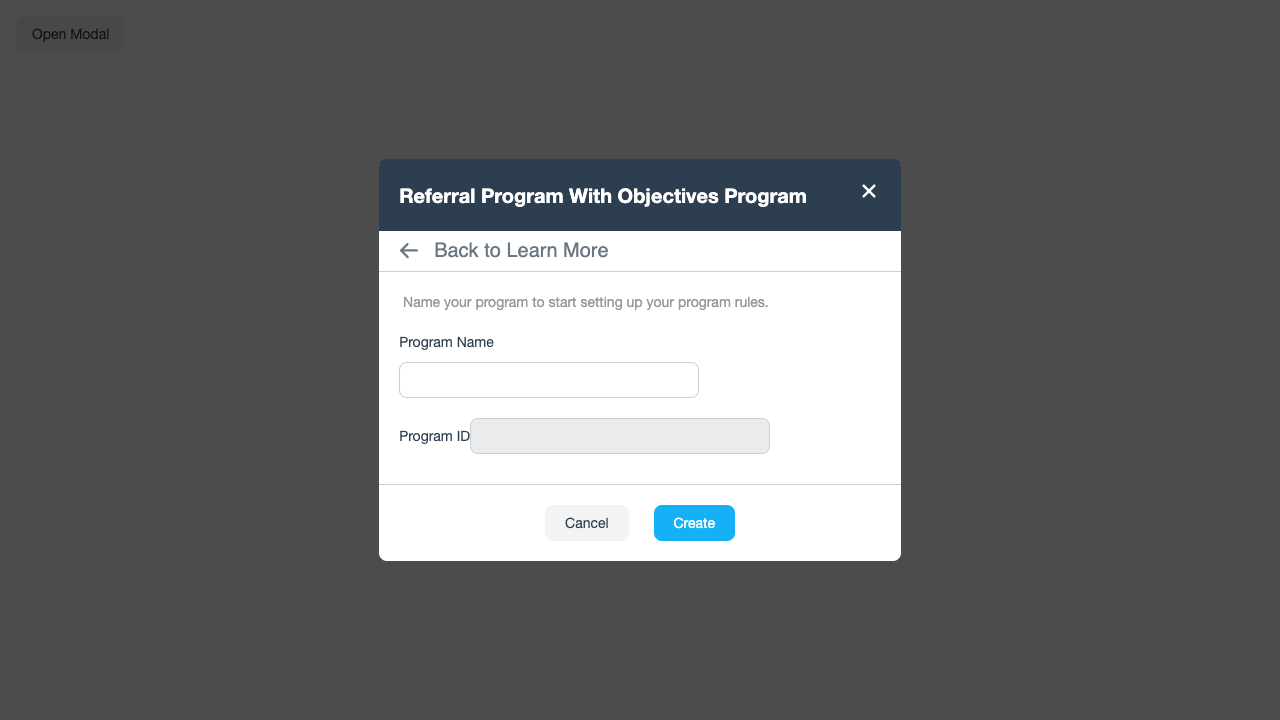 Open Modal
Referral Program With Objectives Program
Back to Learn More
Name your program to start setting up your program rules.
Program Name
Program ID
Cancel
Create